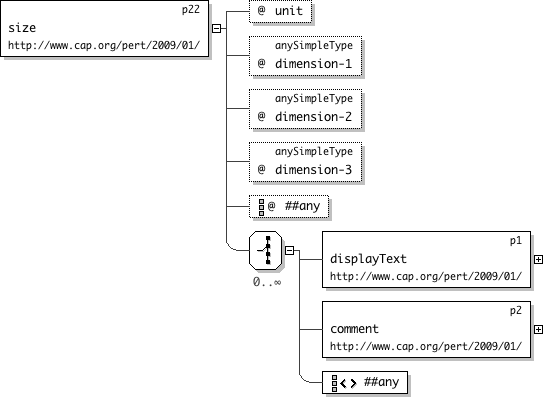 p22
size
http://www.cap.org/pert/2009/01/
@ unit
anySimpleType
@ dimension-1
anySimpleType
@ dimension-2
anySimpleType
@ dimension-3
@ ##any
0..∞
p1
displayText
http://www.cap.org/pert/2009/01/
p2
comment
http://www.cap.org/pert/2009/01/
<> ##any